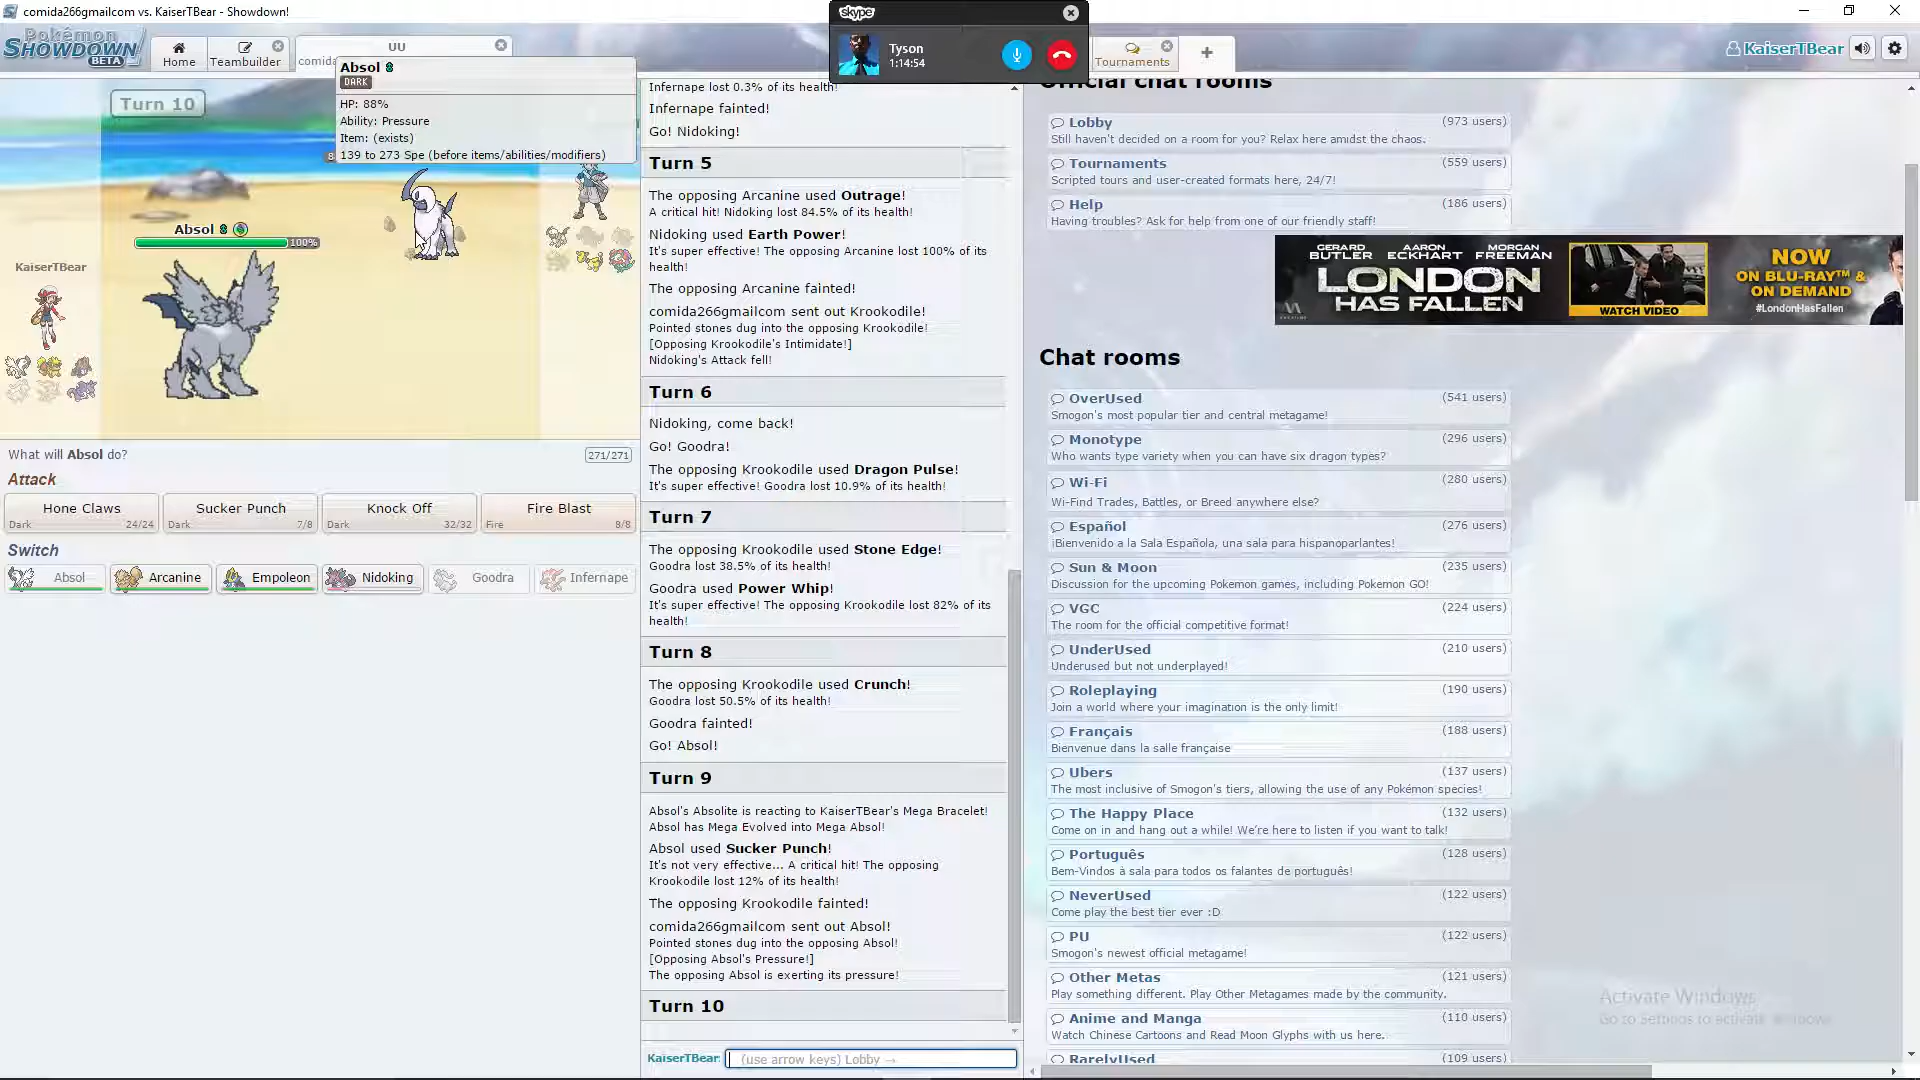 comida266gmailcom vs. KaiserTBear - Showdown!
skype
Tyson
1:14:54
Pokémon
SHOWDOWN
BETA
Home
Teambuilder
UU
Tournaments
KaiserTBear
Absol
DARK
HP: 88%
Ability: Pressure
Item: (exists)
139 to 273 Spe (before items/abilities/modifiers)
Turn 10
Absol
100%
KaiserTBear
What will Absol do?
271/271
Attack
Hone Claws
Dark 24/24
Sucker Punch
Dark 7/8
Knock Off
Dark 32/32
Fire Blast
Fire 8/8
Switch
Absol
Arcanine
Empoleon
Nidoking
Goodra
Infernape
Infernape lost 0.3% of its health!
Infernape fainted!
Go! Nidoking!
Turn 5
The opposing Arcanine used Outrage!
A critical hit! Nidoking lost 84.5% of its health!
Nidoking used Earth Power!
It's super effective! The opposing Arcanine lost 100% of its
health!
The opposing Arcanine fainted!
comida266gmailcom sent out Krookodile!
Pointed stones dug into the opposing Krookodile!
[Opposing Krookodile's Intimidate!]
Nidoking's Attack fell!
Turn 6
Nidoking, come back!
Go! Goodra!
The opposing Krookodile used Dragon Pulse!
It's super effective! Goodra lost 10.9% of its health!
Turn 7
The opposing Krookodile used Stone Edge!
Goodra lost 38.5% of its health!
Goodra used Power Whip!
It's super effective! The opposing Krookodile lost 82% of its
health!
Turn 8
The opposing Krookodile used Crunch!
Goodra lost 50.5% of its health!
Goodra fainted!
Go! Absol!
Turn 9
Absol's Absolite is reacting to KaiserTBear's Mega Bracelet!
Absol has Mega Evolved into Mega Absol!
Absol used Sucker Punch!
It's not very effective... A critical hit! The opposing
Krookodile lost 12% of its health!
The opposing Krookodile fainted!
comida266gmailcom sent out Absol!
Pointed stones dug into the opposing Absol!
[Opposing Absol's Pressure!]
The opposing Absol is exerting its pressure!
Turn 10
KaiserTBear: (use arrow keys) Lobby →
Official chat rooms
Lobby (973 users)
Still haven't decided on a room for you? Relax here amidst the chaos.
Tournaments (559 users)
Scripted tours and user-created formats here, 24/7!
Help (186 users)
Having troubles? Ask for help from one of our friendly staff!
GERARD BUTLER AARON ECKHART MORGAN FREEMAN
LONDON
HAS FALLEN
WATCH VIDEO
NOW
ON BLU-RAY™ &
ON DEMAND
#LondonHasFallen
Chat rooms
OverUsed (541 users)
Smogon's most popular tier and central metagame!
Monotype (296 users)
Who wants type variety when you can have six dragon types?
Wi-Fi (280 users)
Wi-Find Trades, Battles, or Breed anywhere else?
Español (276 users)
¡Bienvenido a la Sala Española, una sala para hispanoparlantes!
Sun & Moon (235 users)
Discussion for the upcoming Pokemon games, including Pokemon GO!
VGC (224 users)
The room for the official competitive format!
UnderUsed (210 users)
Underused but not underplayed!
Roleplaying (190 users)
Join a world where your imagination is the only limit!
Français (188 users)
Bienvenue dans la salle française
Ubers (137 users)
The most inclusive of Smogon's tiers, allowing the use of any Pokémon species!
The Happy Place (132 users)
Come on in and hang out a while! We're here to listen if you want to talk!
Português (128 users)
Bem-Vindos à sala para todos os falantes de português!
NeverUsed (122 users)
Come play the best tier ever :D
PU (122 users)
Smogon's newest official metagame!
Other Metas (121 users)
Play something different. Play Other Metagames made by the community.
Anime and Manga (110 users)
Watch Chinese Cartoons and Read Moon Glyphs with us here.
RarelyUsed (109 users)
Activate Windows
Go to Settings to activate Windows.